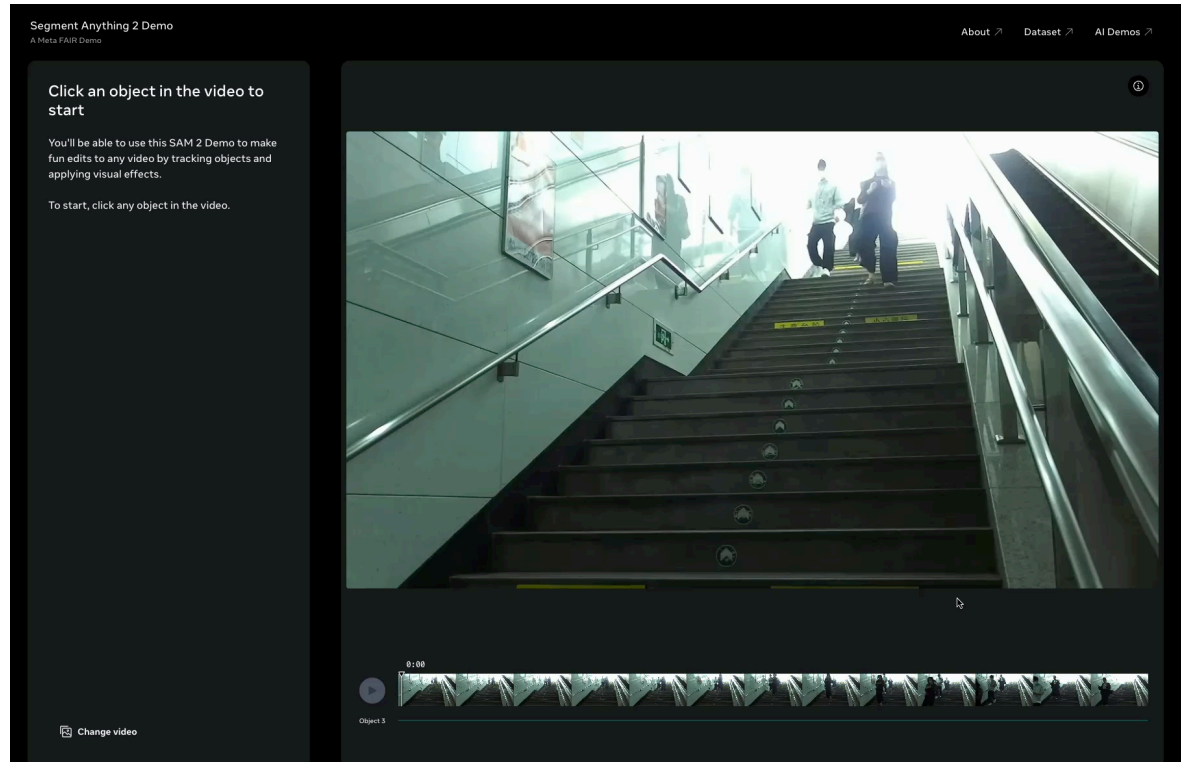 Segment Anything 2 Demo
A Meta FAIR Demo
About
Dataset
AI Demos
Click an object in the video to
start
You'll be able to use this SAM 2 Demo to make
fun edits to any video by tracking objects and
applying visual effects.
To start, click any object in the video.
0:00
Object 3
Change video